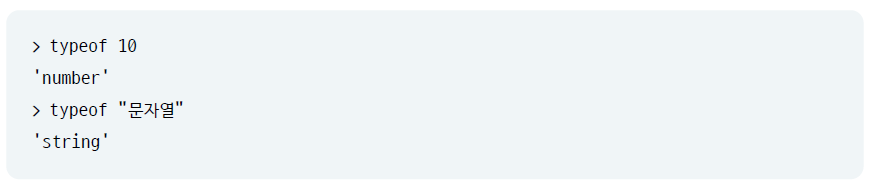 > typeof 10
'number'
> typeof "문자열"
'string'